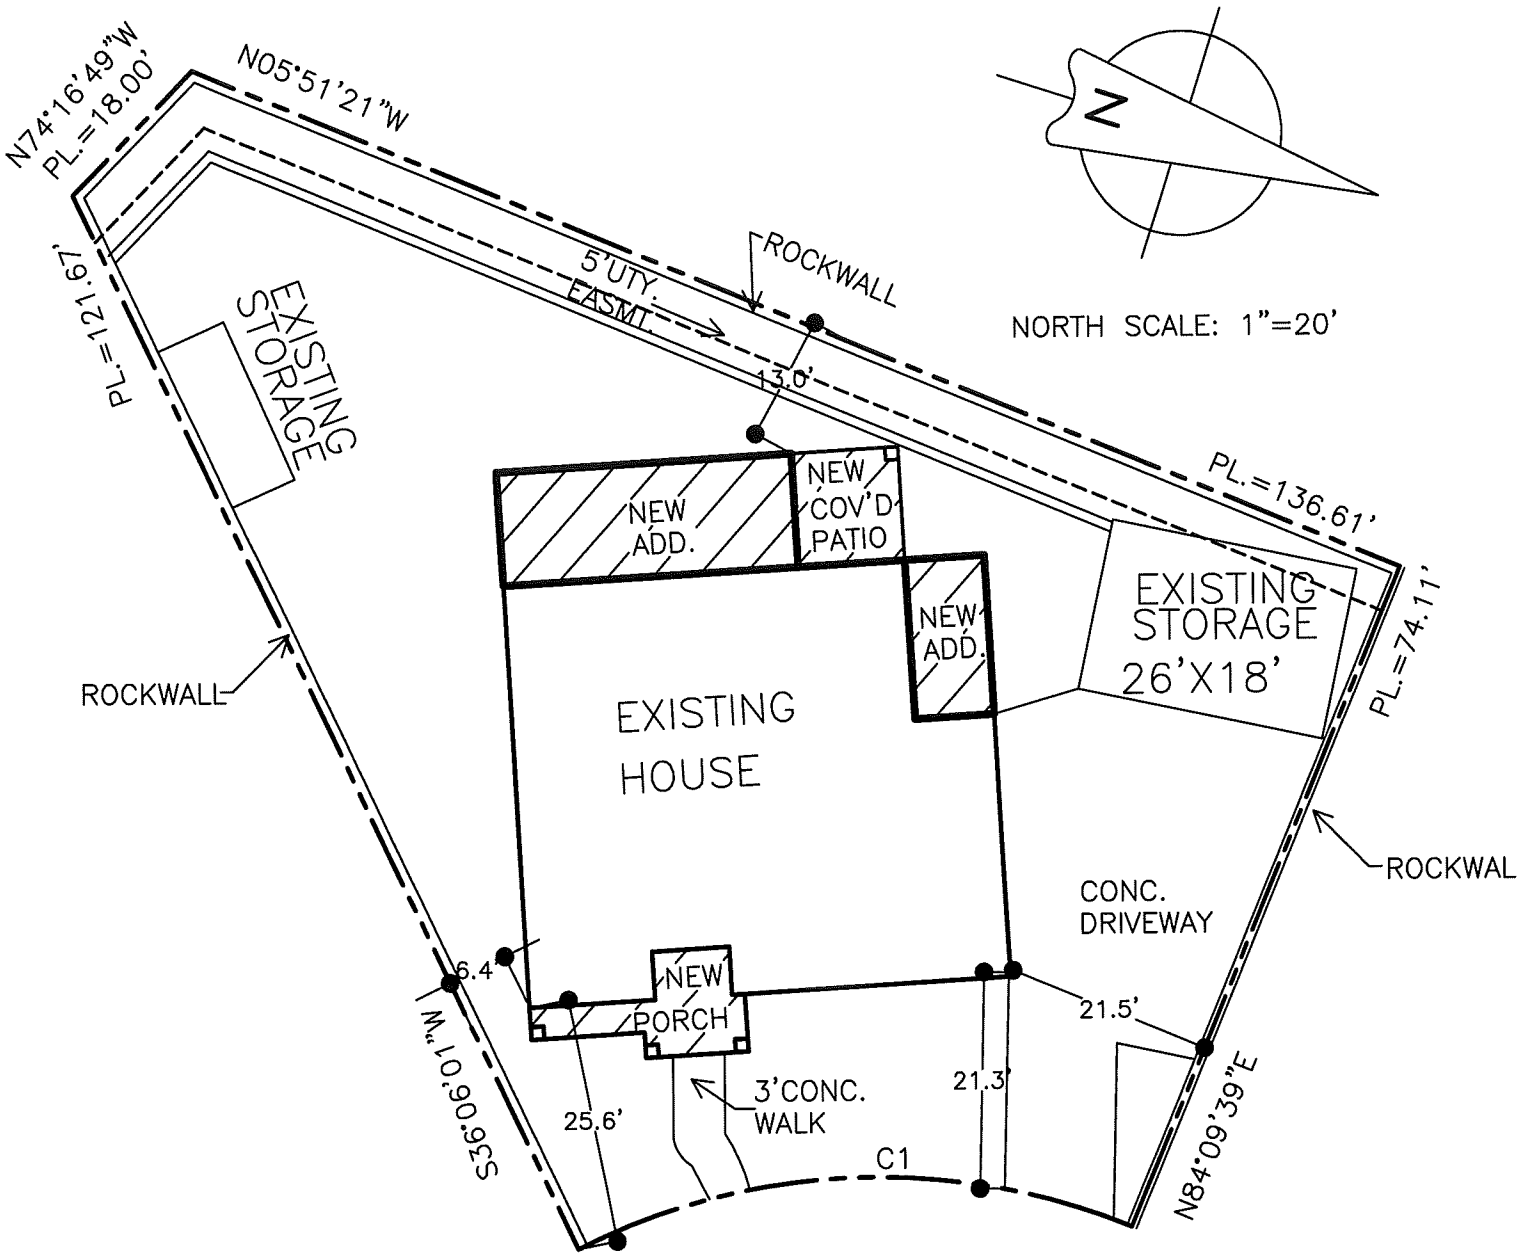 N74°16'49"W
PL.=18.00'
N05°51'21"W
N
NORTH SCALE: 1"=20'
ROCKWALL
5'UTY.
EASMT.
13.0'
PL.=121.67'
EXISTING
STORAGE
PL.=136.61'
NEW
ADD.
NEW
COV'D
PATIO
NEW
ADD.
EXISTING
STORAGE
26'X18'
PL.=74.11'
ROCKWALL
EXISTING
HOUSE
ROCKWAL
CONC.
DRIVEWAY
6.4'
NEW
PORCH
21.5'
21.3'
25.6'
3'CONC.
WALK
C1
S36°06'01"W
N84°09'39"E